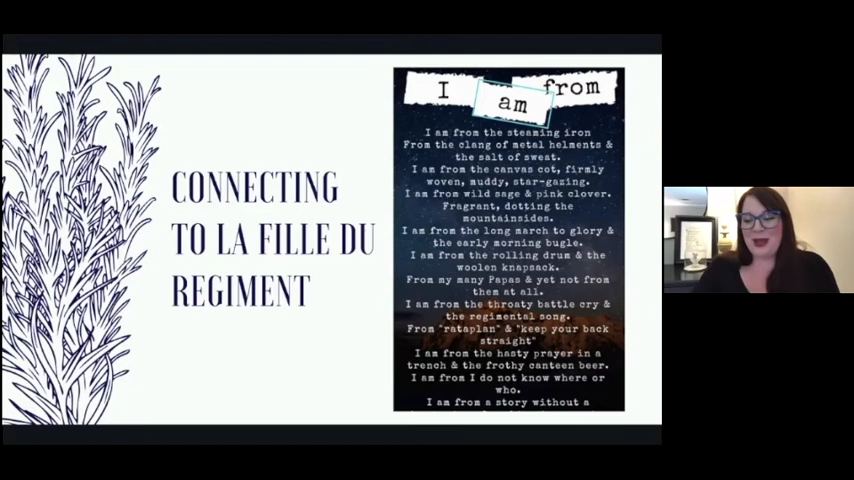 CONNECTING
TO LA FILLE DU
REGIMENT
I am from
I am from the steaming iron
From the clang of metal helments &
the salt of sweat.
I am from the canvas cot, firmly
woven, muddy, star-gazing.
I am from wild sage & pink clover.
Fragrant, dotting the
mountainsides.
I am from the long march to glory &
the early morning bugle.
I am from the rolling drum & the
woolen knapsack.
From my many Papas & yet not from
them at all.
I am from the throaty battle cry &
the regimental song.
From "rataplan" & "keep your back
straight"
I am from the hasty prayer in a
trench & the frothy canteen beer.
I am from I do not know where or
who.
I am from a story without a